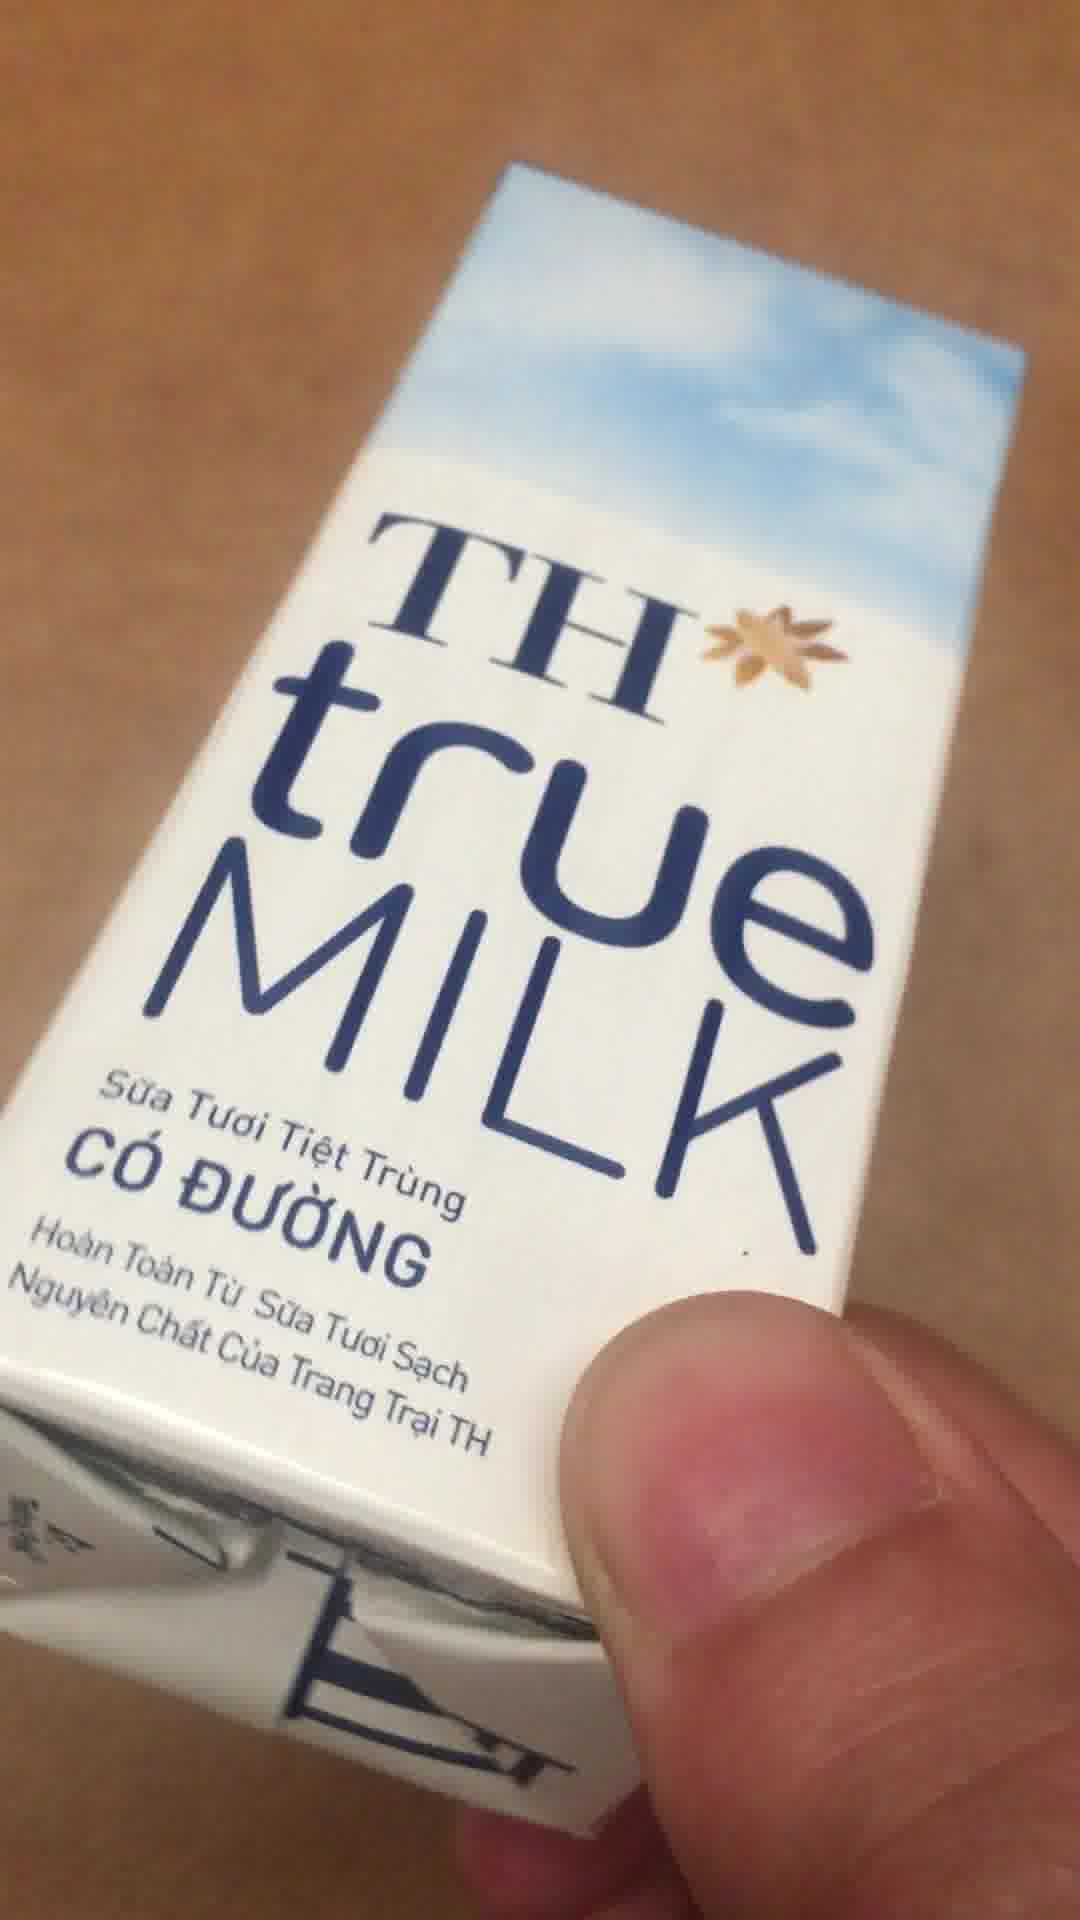 TH
true
MILK
Sữa Tươi Tiệt Trùng
CÓ ĐƯỜNG
Hoàn Toàn Từ Sữa Tươi Sạch
Nguyên Chất Của Trang Trại TH